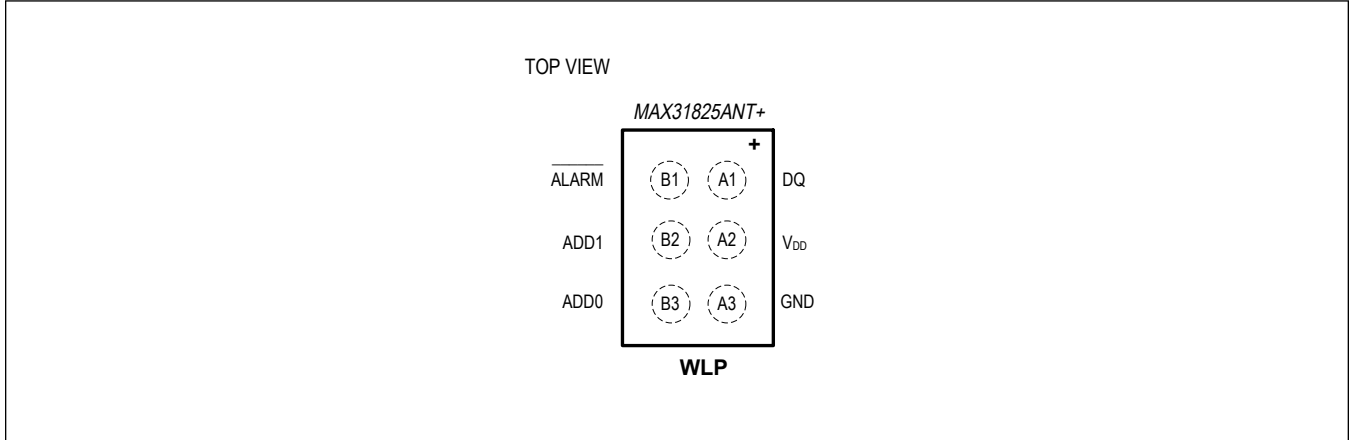 TOP VIEW
MAX31825ANT+
+
ALARM B1 A1 DQ
ADD1 B2 A2 VDD
ADD0 B3 A3 GND
WLP